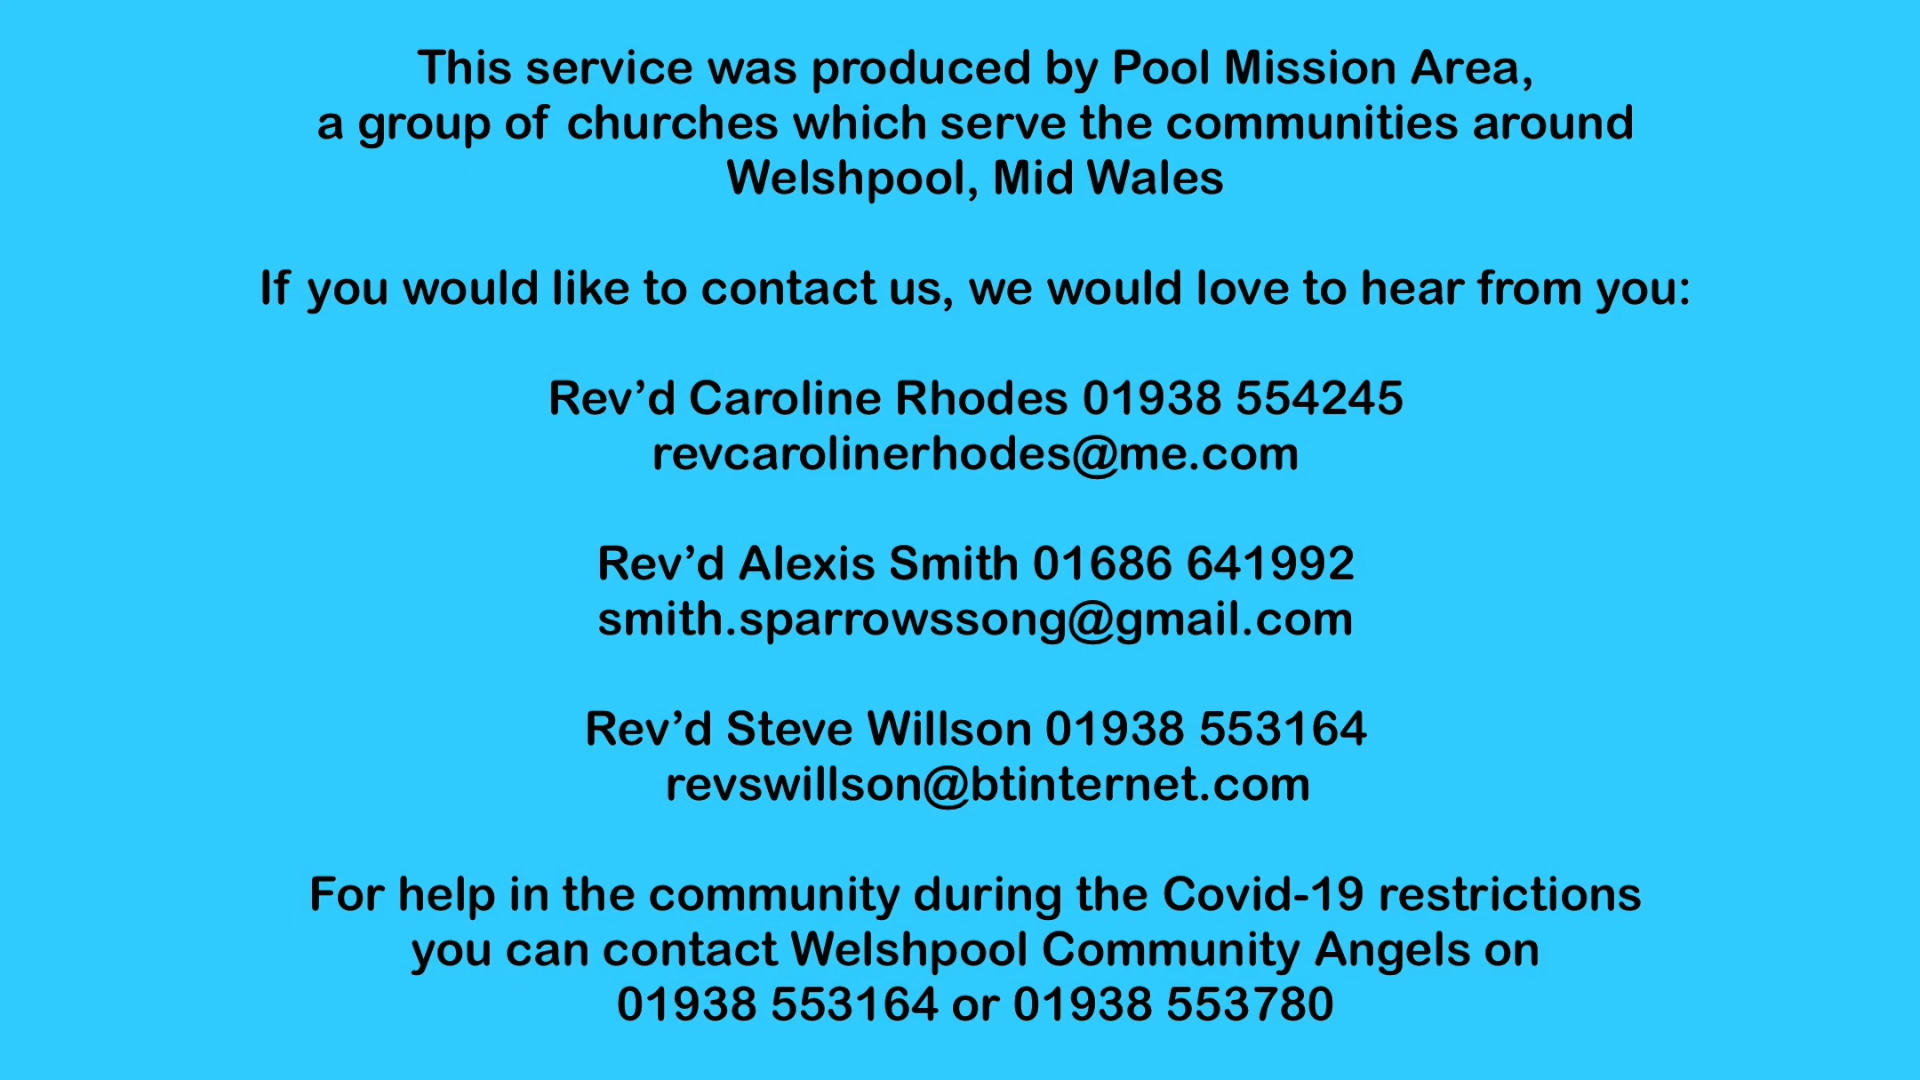 This service was produced by Pool Mission Area,
a group of churches which serve the communities around
Welshpool, Mid Wales
If you would like to contact us, we would love to hear from you:
Rev’d Caroline Rhodes 01938 554245
revcarolinerhodes@me.com
Rev’d Alexis Smith 01686 641992
smith.sparrowssong@gmail.com
Rev’d Steve Willson 01938 553164
revswillson@btinternet.com
For help in the community during the Covid-19 restrictions
you can contact Welshpool Community Angels on
01938 553164 or 01938 553780